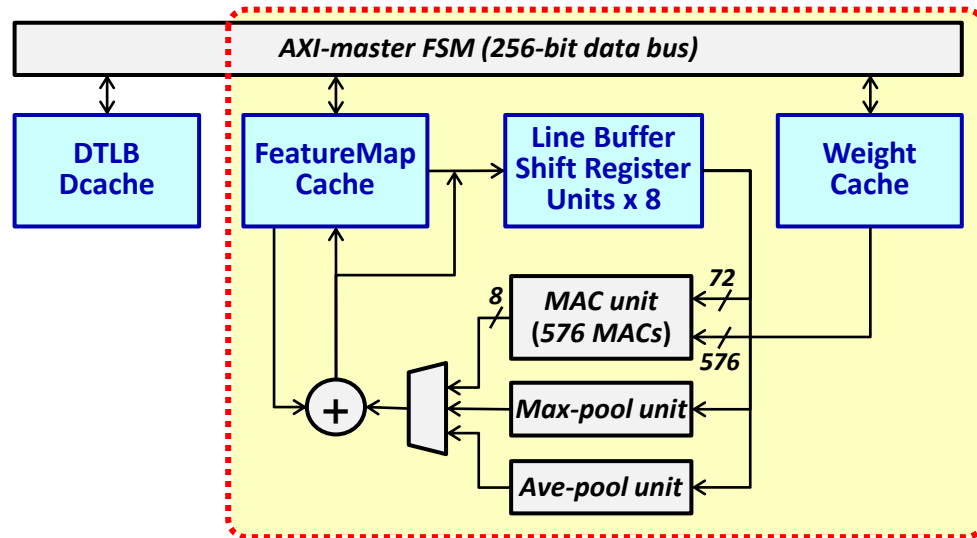 AXI-master FSM (256-bit data bus)
DTLB
Dcache
FeatureMap
Cache
Line Buffer
Shift Register
Units x 8
Weight
Cache
8
MAC unit
(576 MACs)
72
576
+
Max-pool unit
Ave-pool unit